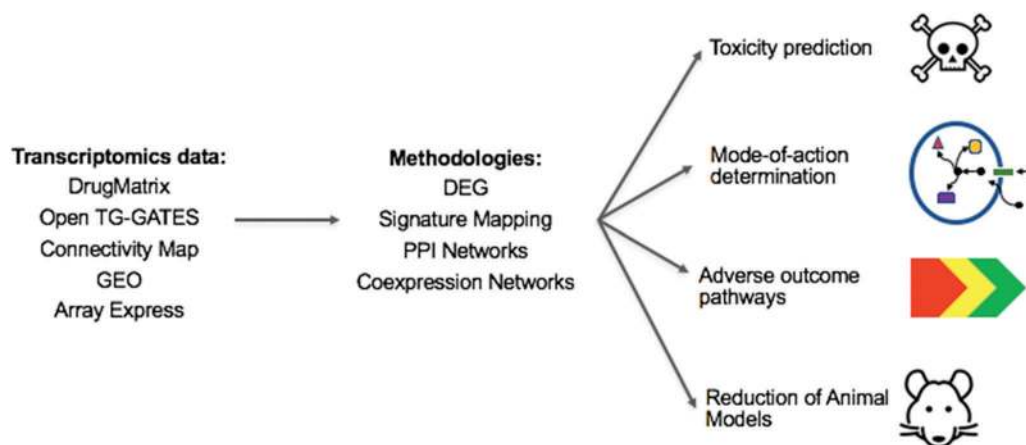 Transcriptomics data:
DrugMatrix
Open TG-GATES
Connectivity Map
GEO
Array Express
Methodologies:
DEG
Signature Mapping
PPI Networks
Coexpression Networks
Toxicity prediction
Mode-of-action
determination
Adverse outcome
pathways
Reduction of Animal
Models